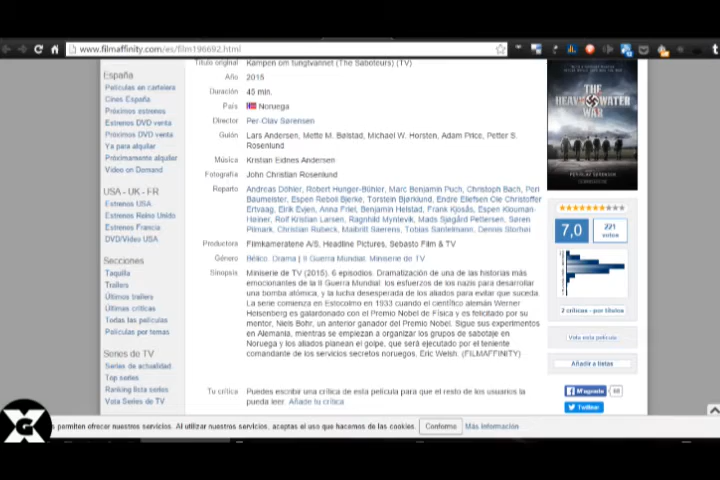 www.filmaffinity.com/es/film196692.html
Título original Kampen om tungtvannet (The Saboteurs) (TV)
Año 2015
Duración 45 min.
País Noruega
Director Per-Olav Sørensen
Guión Lars Andersen, Mette M. Bølstad, Michael W. Horsten, Adam Price, Petter S. Rosenlund
Música Kristian Eidnes Andersen
Fotografía John Christian Rosenlund
Reparto Andreas Döhler, Robert Hunger-Bühler, Marc Benjamin Puch, Christoph Bach, Peri
Baumeister, Espen Reboli Bjerke, Torstein Bjørklund, Endre Ellefsen, Ole Christoffer
Ertvaag, Eirik Evjen, Anna Friel, Benjamin Helstad, Frank Kjosås, Espen Klouman-
Høiner, Rolf Kristian Larsen, Ragnhild Myntevik, Mads Sjøgård Pettersen, Søren
Pilmark, Christian Rubeck, Maibritt Saerens, Tobias Santelmann, Dennis Storhøi
Productora Filmkameratene A/S, Headline Pictures, Sebasto Film & TV
Género Bélico. Drama | II Guerra Mundial. Miniserie de TV
Sinopsis Miniserie de TV (2015). 6 episodios. Dramatización de una de las historias más
emocionantes de la II Guerra Mundial: los esfuerzos de los nazis para desarrollar
una bomba atómica, y la lucha desesperada de los aliados para evitar que suceda.
La serie comienza en Estocolmo en 1933 cuando el científico alemán Werner
Heisenberg es galardonado con el Premio Nobel de Física y es felicitado por su
mentor, Niels Bohr, un anterior ganador del Premio Nobel. Sigue sus experimentos
en Alemania, mientras se empiezan a organizar los grupos de sabotaje en
Noruega y los aliados planean el golpe, que será ejecutado por el teniente
comandante de los servicios secretos noruegos, Eric Welsh. (FILMAFFINITY)
Tu crítica Puedes escribir una crítica de esta película para que el resto de los usuarios la
pueda leer. Añade tu crítica
España
Películas en cartelera
Cines España
Próximos estrenos
Estrenos DVD venta
Próximos DVD venta
Ya para alquilar
Próximamente alquiler
Video on Demand
USA - UK - FR
Estrenos USA
Estrenos Reino Unido
Estrenos Francia
DVD/Video USA
Secciones
Taquilla
Trailers
Últimos trailers
Últimas críticas
Todas las películas
Películas por temas
Series de TV
Series de actualidad
Top series
Ranking lista series
Vota Series de TV
THE
HEAVY WATER
WAR
7,0
221
votos
2 críticas - por títulos
Vota esta película
Añadir a listas
Me gusta
Twittear
permiten ofrecer nuestros servicios. Al utilizar nuestros servicios, aceptas el uso que hacemos de las cookies. Conforme Más información
XG